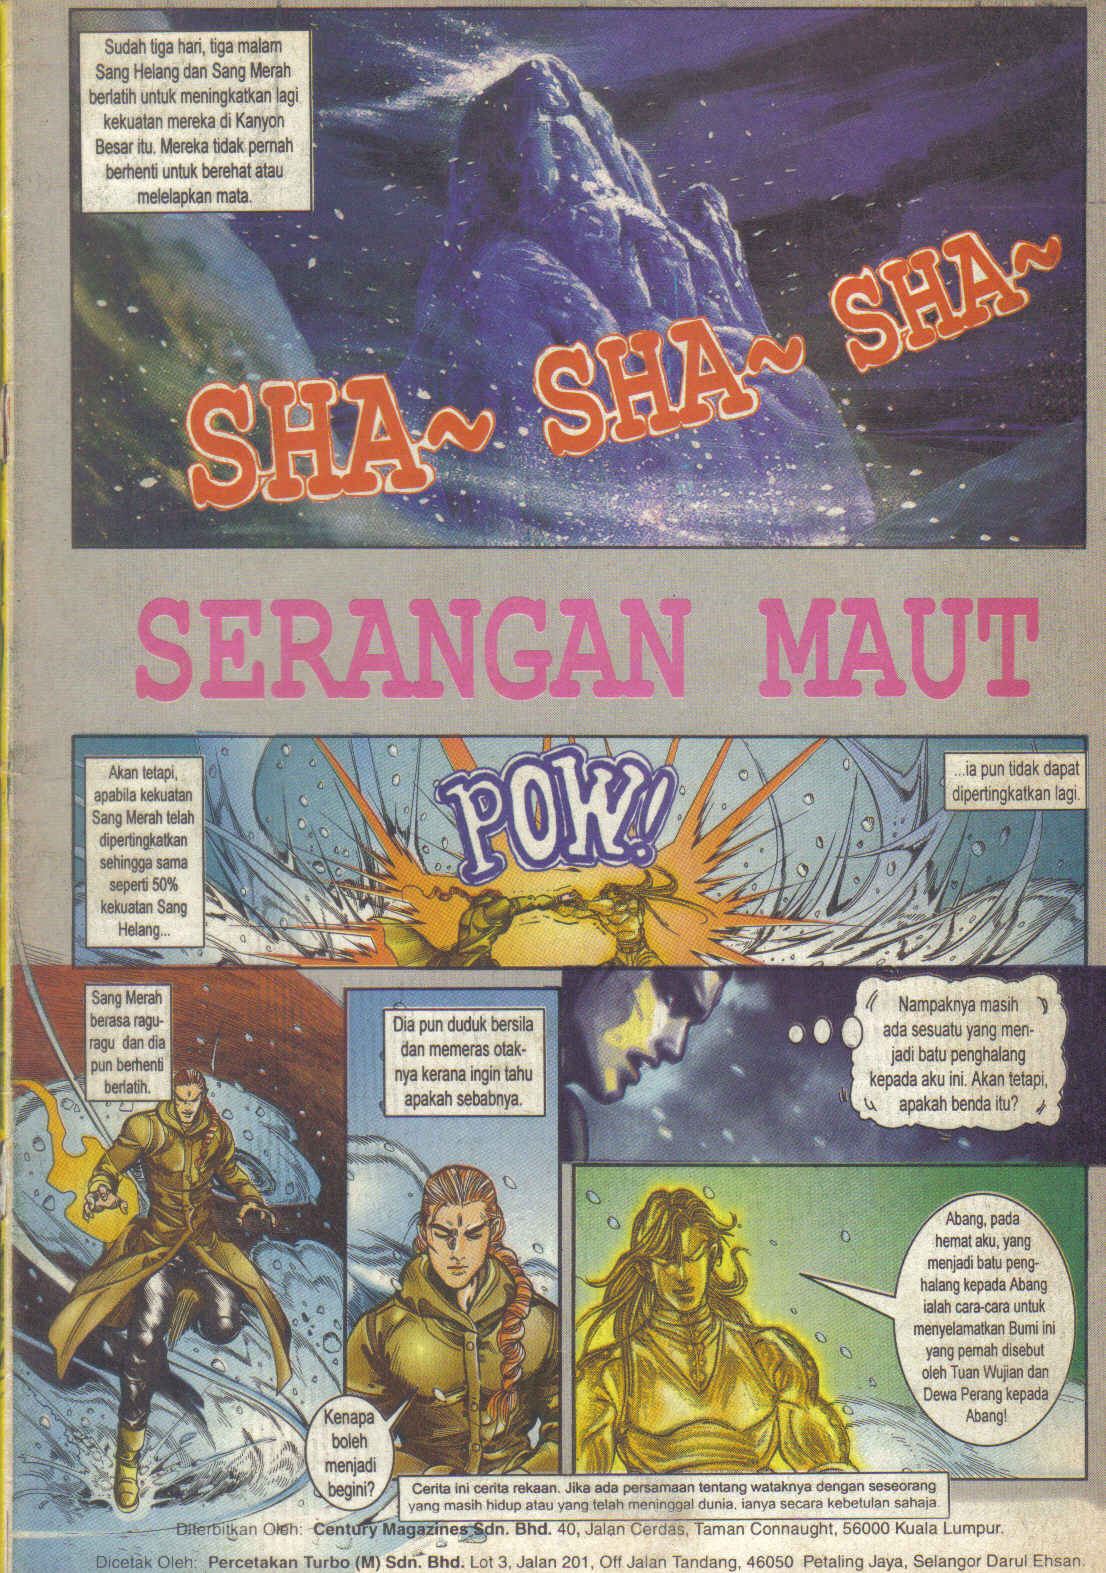 Sudah tiga hari, tiga malam
Sang Helang dan Sang Merah
berlatih untuk meningkatkan lagi
kekuatan mereka di Kanyon
Besar itu. Mereka tidak pernah
berhenti untuk berehat atau
melelapkan mata.
SHA~ SHA~ SHA~
SERANGAN MAUT
Akan tetapi,
apabila kekuatan
Sang Merah telah
dipertingkatkan
sehingga sama
seperti 50%
kekuatan Sang
Helang...
POW!
...ia pun tidak dapat
dipertingkatkan lagi.
Sang Merah
berasa ragu-
ragu dan dia
pun berhenti
berlatih.
Dia pun duduk bersila
dan memeras otak-
nya kerana ingin tahu
apakah sebabnya.
Kenapa
boleh
menjadi
begini?
Nampaknya masih
ada sesuatu yang men-
jadi batu penghalang
kepada aku ini. Akan tetapi,
apakah benda itu?
Abang, pada
hemat aku, yang
menjadi batu peng-
halang kepada Abang
ialah cara-cara untuk
menyelamatkan Bumi ini
yang pernah disebut
oleh Tuan Wujian dan
Dewa Perang kepada
Abang!
Cerita ini cerita rekaan. Jika ada persamaan tentang wataknya dengan seseorang
yang masih hidup atau yang telah meninggal dunia, ianya secara kebetulan sahaja.
Diterbitkan Oleh: Century Magazines Sdn. Bhd. 40, Jalan Cerdas, Taman Connaught, 56000 Kuala Lumpur.
Dicetak Oleh: Percetakan Turbo (M) Sdn. Bhd. Lot 3, Jalan 201, Off Jalan Tandang, 46050 Petaling Jaya, Selangor Darul Ehsan.